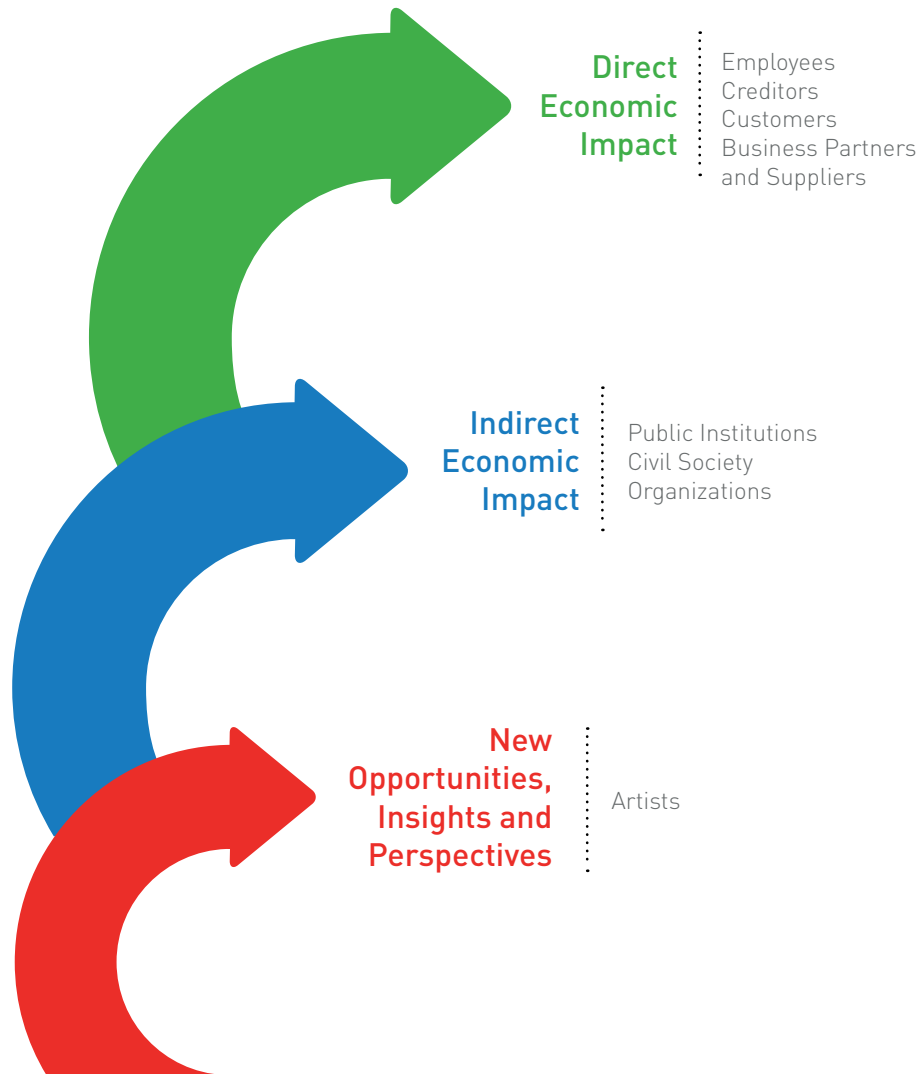 Direct
Economic
Impact
Employees
Creditors
Customers
Business Partners
and Suppliers
Indirect
Economic
Impact
Public Institutions
Civil Society
Organizations
New
Opportunities,
Insights and
Perspectives
Artists